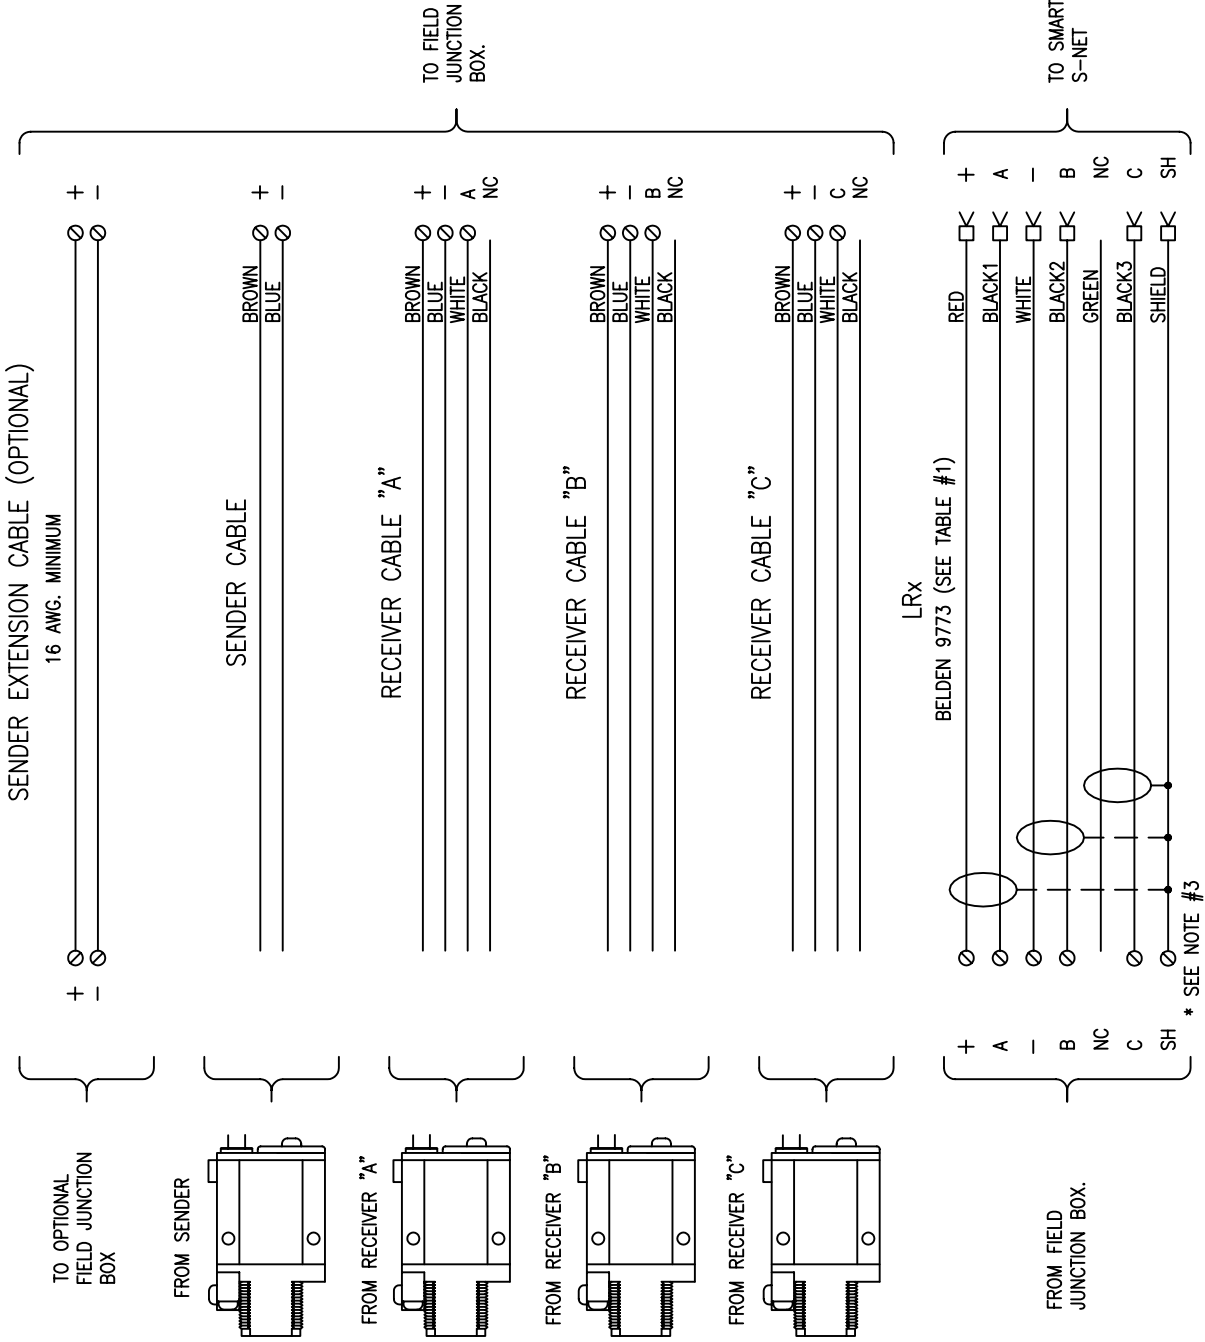 SENDER EXTENSION CABLE (OPTIONAL)
16 AWG. MINIMUM
TO OPTIONAL
FIELD JUNCTION
BOX
+
-
+
-
TO FIELD
JUNCTION
BOX.
SENDER CABLE
FROM SENDER
BROWN +
BLUE -
RECEIVER CABLE "A"
FROM RECEIVER "A"
BROWN +
BLUE -
WHITE A
BLACK NC
RECEIVER CABLE "B"
FROM RECEIVER "B"
BROWN +
BLUE -
WHITE B
BLACK NC
RECEIVER CABLE "C"
FROM RECEIVER "C"
BROWN +
BLUE -
WHITE C
BLACK NC
LRx
BELDEN 9773 (SEE TABLE #1)
FROM FIELD
JUNCTION BOX.
+ RED +
A BLACK1 A
- WHITE -
B BLACK2 B
NC GREEN NC
C BLACK3 C
SH SHIELD SH
* SEE NOTE #3
TO SMART
S-NET